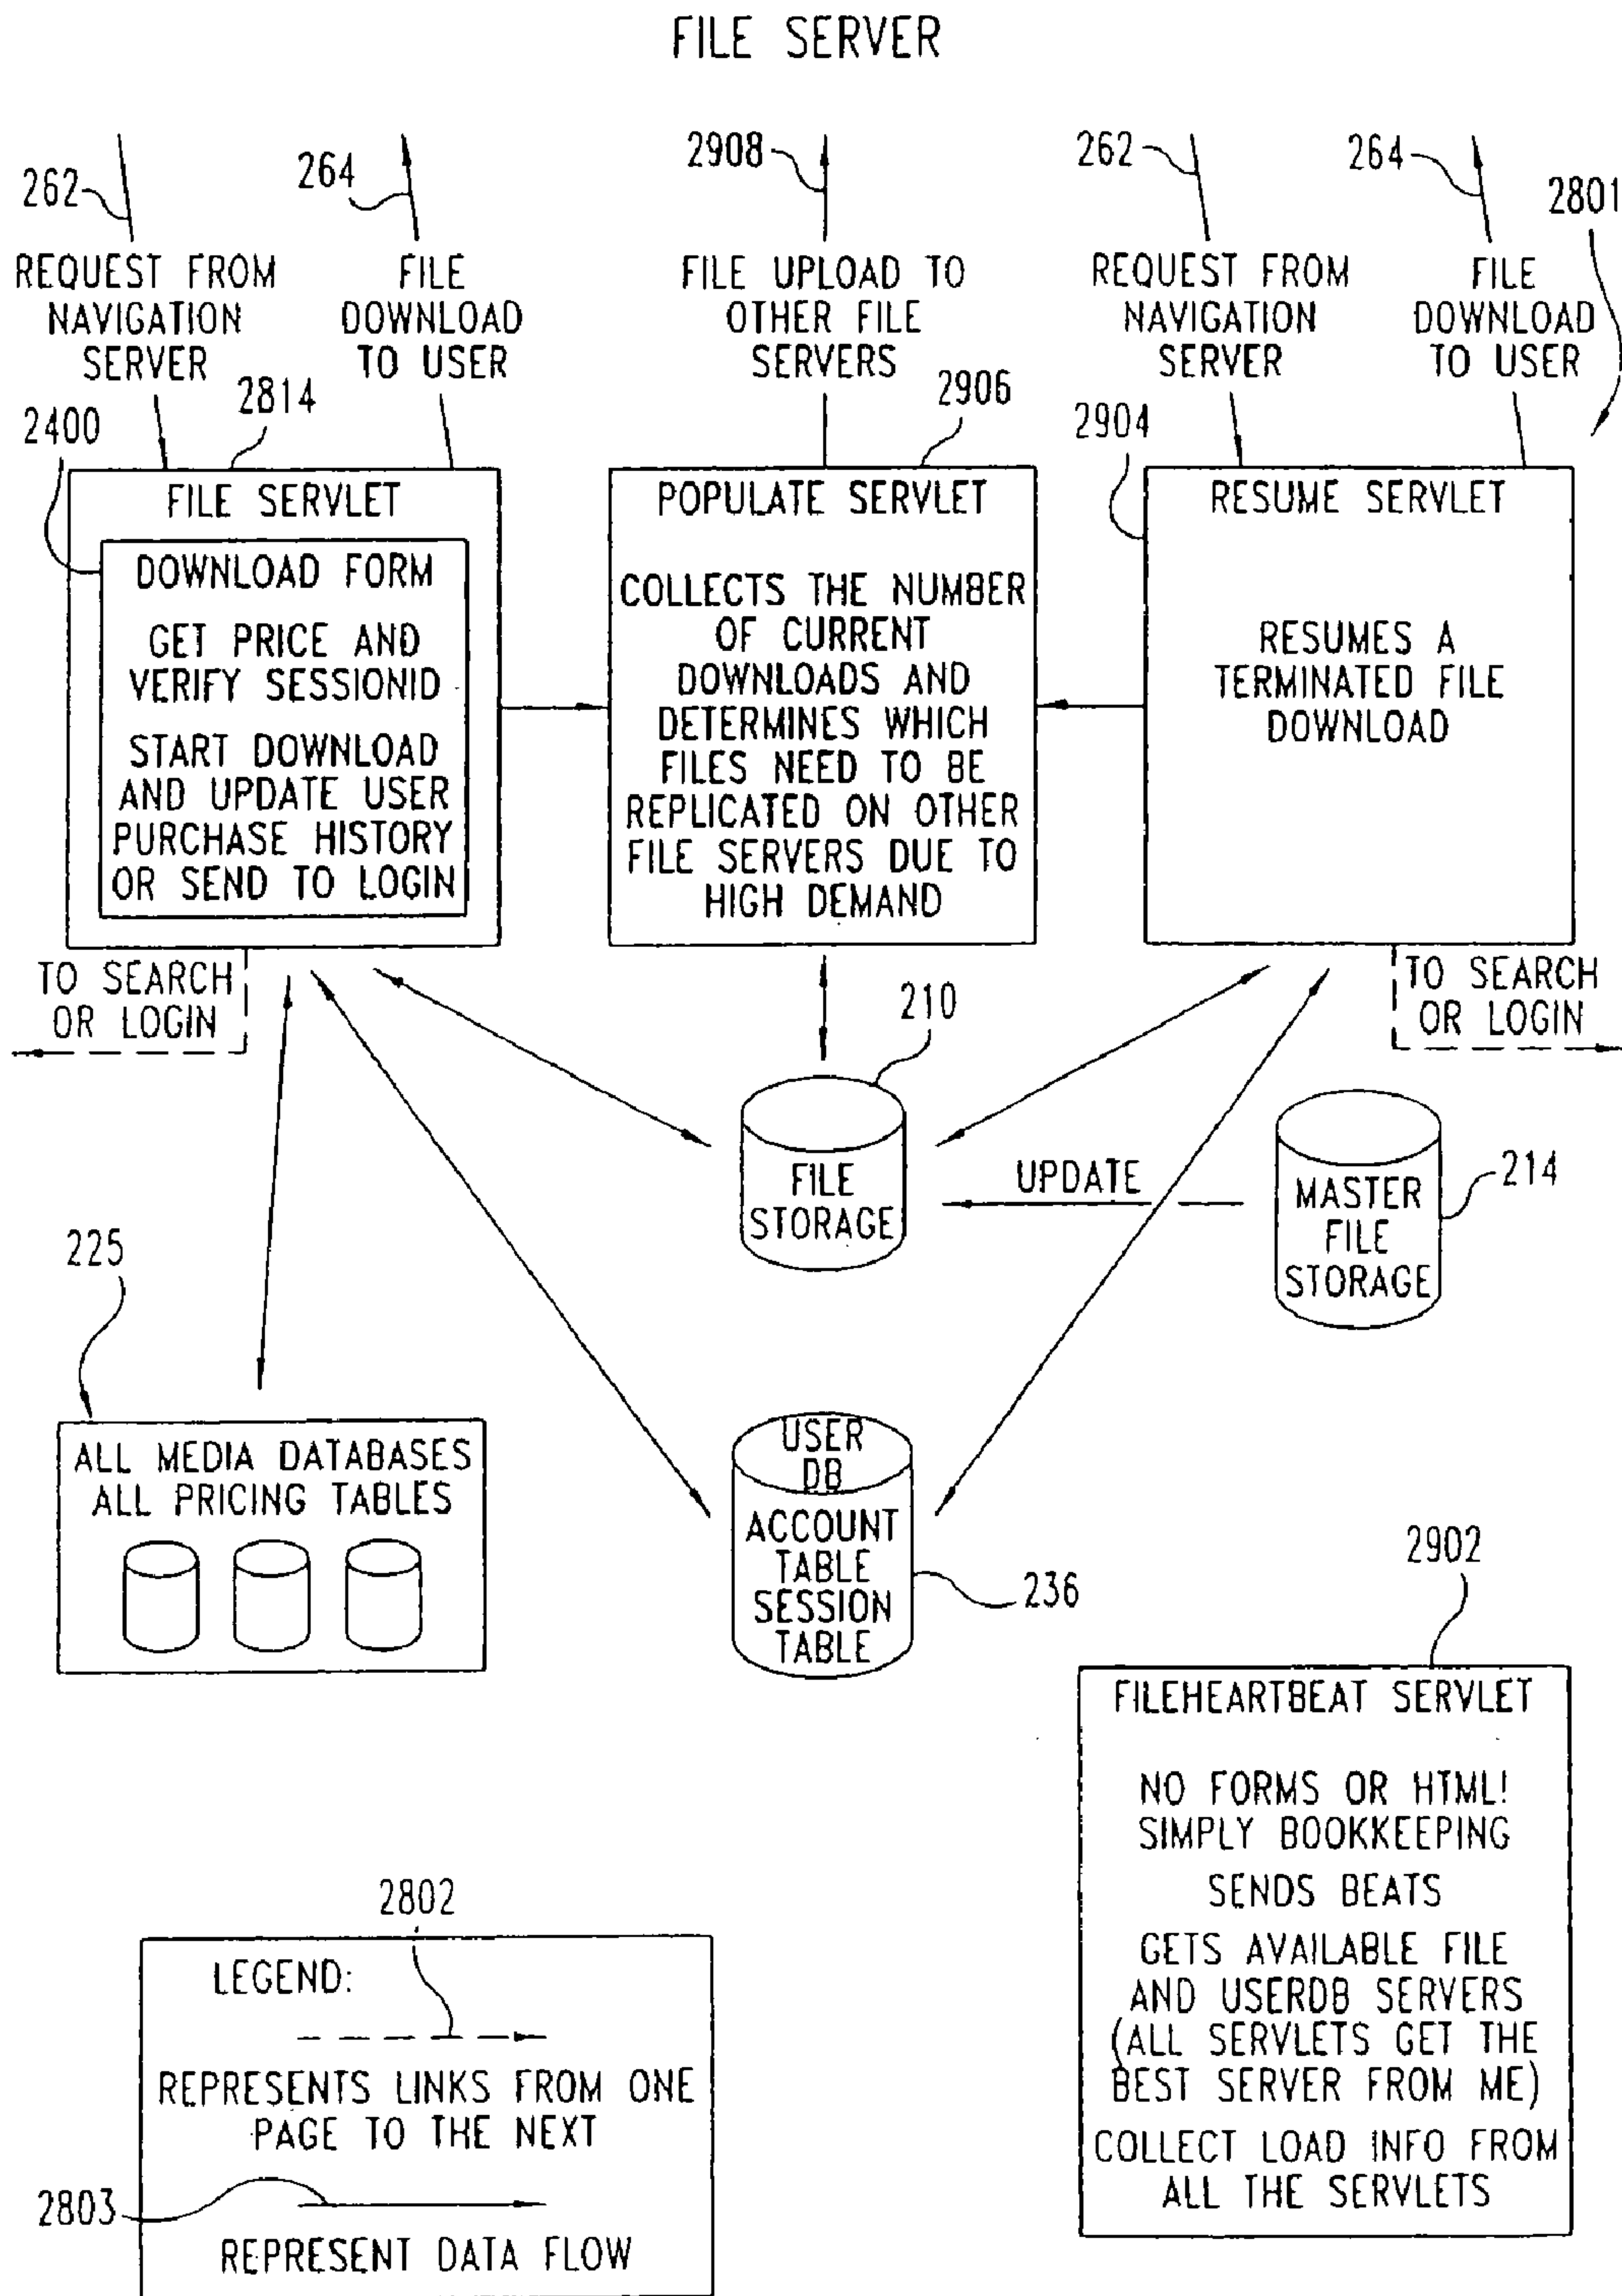 FILE SERVER
262
REQUEST FROM
NAVIGATION
SERVER
264
FILE
DOWNLOAD
TO USER
2908
FILE UPLOAD TO
OTHER FILE
SERVERS
262
REQUEST FROM
NAVIGATION
SERVER
264
FILE
DOWNLOAD
TO USER
2801
2400
2814
FILE SERVLET
DOWNLOAD FORM
GET PRICE AND
VERIFY SESSIONID
START DOWNLOAD
AND UPDATE USER
PURCHASE HISTORY
OR SEND TO LOGIN
2906
POPULATE SERVLET
COLLECTS THE NUMBER
OF CURRENT
DOWNLOADS AND
DETERMINES WHICH
FILES NEED TO BE
REPLICATED ON OTHER
FILE SERVERS DUE TO
HIGH DEMAND
2904
RESUME SERVLET
RESUMES A
TERMINATED FILE
DOWNLOAD
TO SEARCH
OR LOGIN
TO SEARCH
OR LOGIN
210
FILE
STORAGE
UPDATE
MASTER
FILE
STORAGE
214
225
ALL MEDIA DATABASES
ALL PRICING TABLES
USER
DB
ACCOUNT
TABLE
SESSION
TABLE
236
2902
FILEHEARTBEAT SERVLET
NO FORMS OR HTML!
SIMPLY BOOKKEEPING
SENDS BEATS
GETS AVAILABLE FILE
AND USERDB SERVERS
(ALL SERVLETS GET THE
BEST SERVER FROM ME)
COLLECT LOAD INFO FROM
ALL THE SERVLETS
2802
LEGEND:
REPRESENTS LINKS FROM ONE
PAGE TO THE NEXT
2803
REPRESENT DATA FLOW